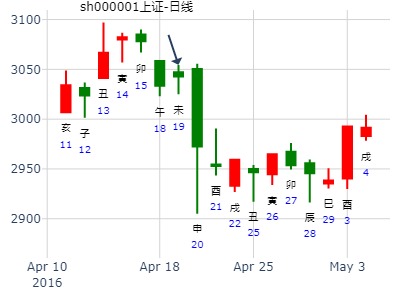 sh000001上证-日线
3100
3050
3000
2950
2900
亥
11
子
12
丑
13
寅
14
卯
15
午
18
未
19
申
20
酉
21
戌
22
丑
25
寅
26
卯
27
辰
28
巳
29
酉
3
戌
4
Apr 10
2016
Apr 18
Apr 25
May 3